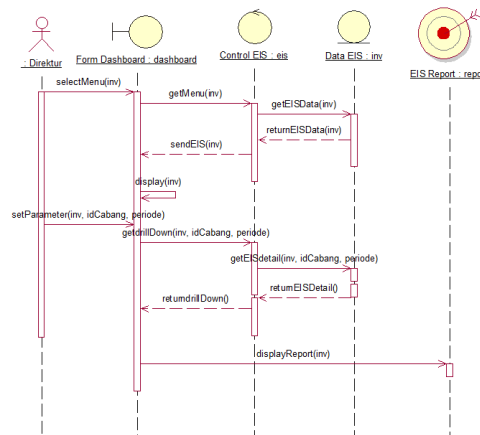 : Direktur
Form Dashboard : dashboard
Control EIS : eis
Data EIS : inv
EIS Report : repo
selectMenu(inv)
getMenu(inv)
getEISData(inv)
returnEISData(inv)
sendEIS(inv)
display(inv)
setParameter(inv, idCabang, periode)
getdrillDown(inv, idCabang, periode)
getEISdetail(inv, idCabang, periode)
returnEISDetail()
returndrillDown()
displayReport(inv)